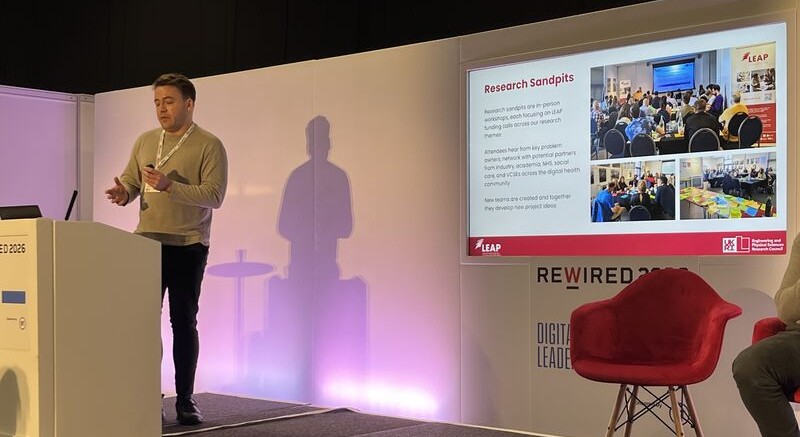 Research Sandpits
Research sandpits are in-person
workshops, each focusing on LEAP
funding calls across our research
themes
Attendees hear from key problem
owners, network with potential partners
from industry, academia, NHS, social
care, and VCSEs across the digital health
community
New teams are created and together
they develop new project ideas
LEAP
LEAP
Engineering and
Physical Sciences
Research Council
REWIRED 2026
DIGITA
LEADE
RED 2026